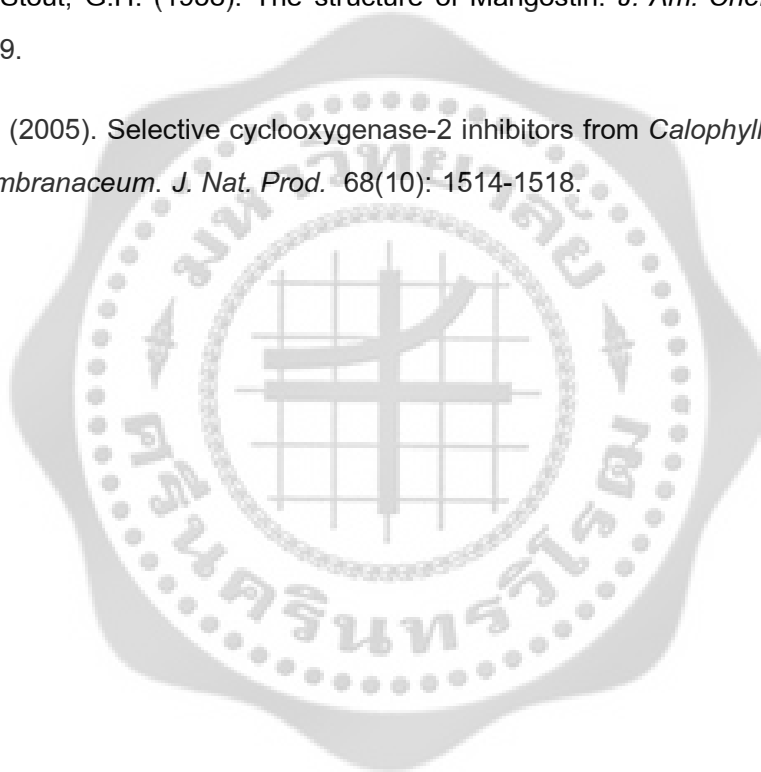 Stout, G.H. (1958). The structure of Mangostin. J. Am. Che
9.
(2005). Selective cyclooxygenase-2 inhibitors from Calophyll
mbranaceum. J. Nat. Prod. 68(10): 1514-1518.
มหาวิทยาลัย
ศรีนครินทรวิโรฒ